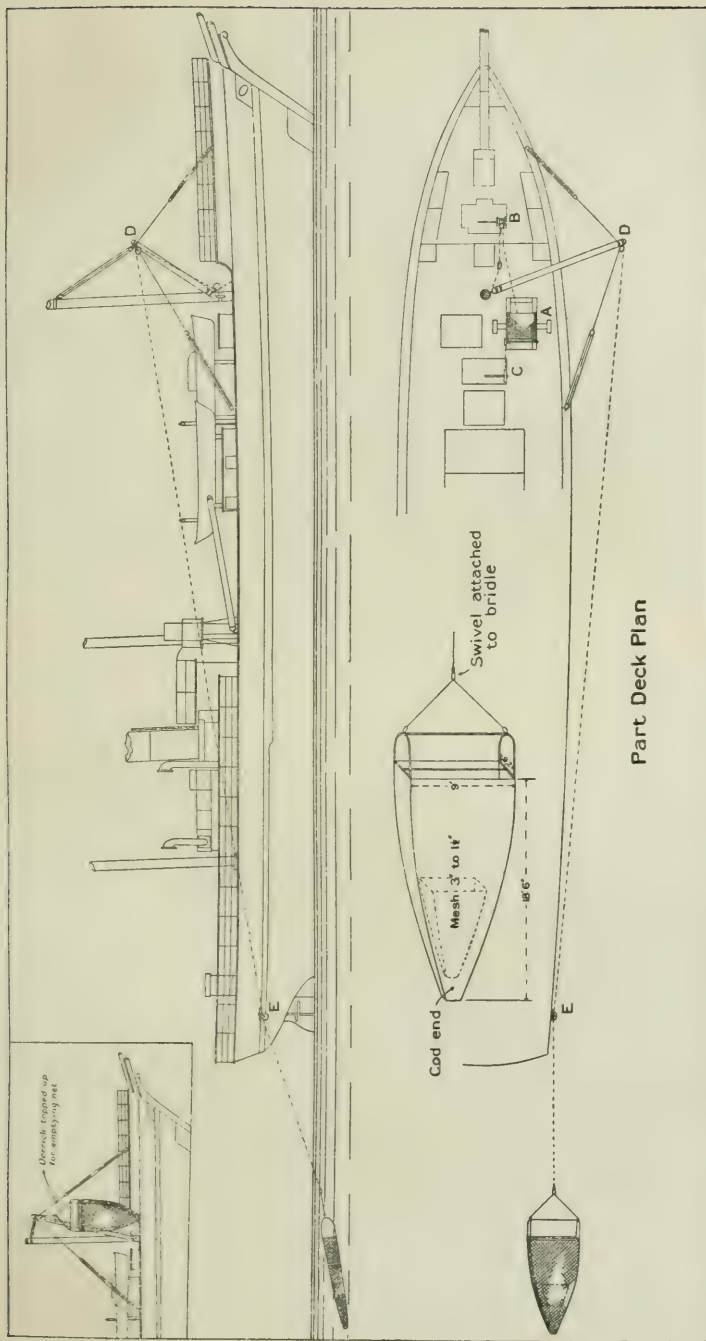 Derrick topped up
for emptying net
D
E
Swivel attached
to bridle
Cod end
Mesh 3" to 1½"
9'
18'6"
B
A
C
D
E
Part Deck Plan